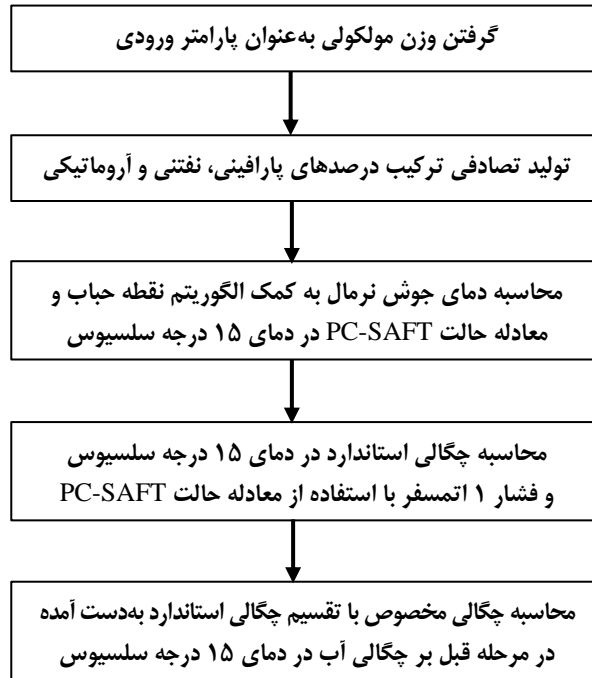 گرفتن وزن مولکولی به‌عنوان پارامتر ورودی
تولید تصادفی ترکیب درصدهای پارافینی، نفتنی و آروماتیکی
محاسبه دمای جوش نرمال به کمک الگوریتم نقطه حباب و
معادله حالت PC-SAFT در دمای ۱۵ درجه سلسیوس
محاسبه چگالی استاندارد در دمای ۱۵ درجه سلسیوس
و فشار ۱ اتمسفر با استفاده از معادله حالت PC-SAFT
محاسبه چگالی مخصوص با تقسیم چگالی استاندارد به‌دست آمده
در مرحله قبل بر چگالی آب در دمای ۱۵ درجه سلسیوس